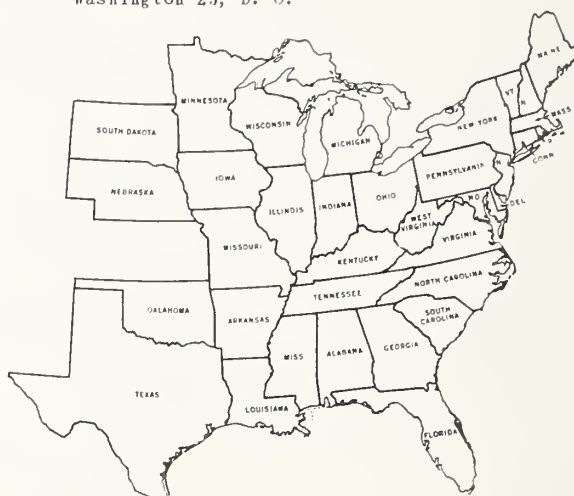 Washington 25, D. C.
MAINE
MINNESOTA
VT
N
WISCONSIN
SOUTH DAKOTA
NEW YORK
MASS
MICHIGAN
CONN
IOWA
PENNSYLVANIA
N
NEBRASKA
OHIO
MD
DEL
ILLINOIS
INDIANA
WEST
VIRGINIA
VIRGINIA
MISSOURI
KENTUCKY
NORTH CAROLINA
TENNESSEE
OKLAHOMA
ARKANSAS
SOUTH
CAROLINA
MISS
ALABAMA
GEORGIA
TEXAS
LOUISIANA
FLORIDA